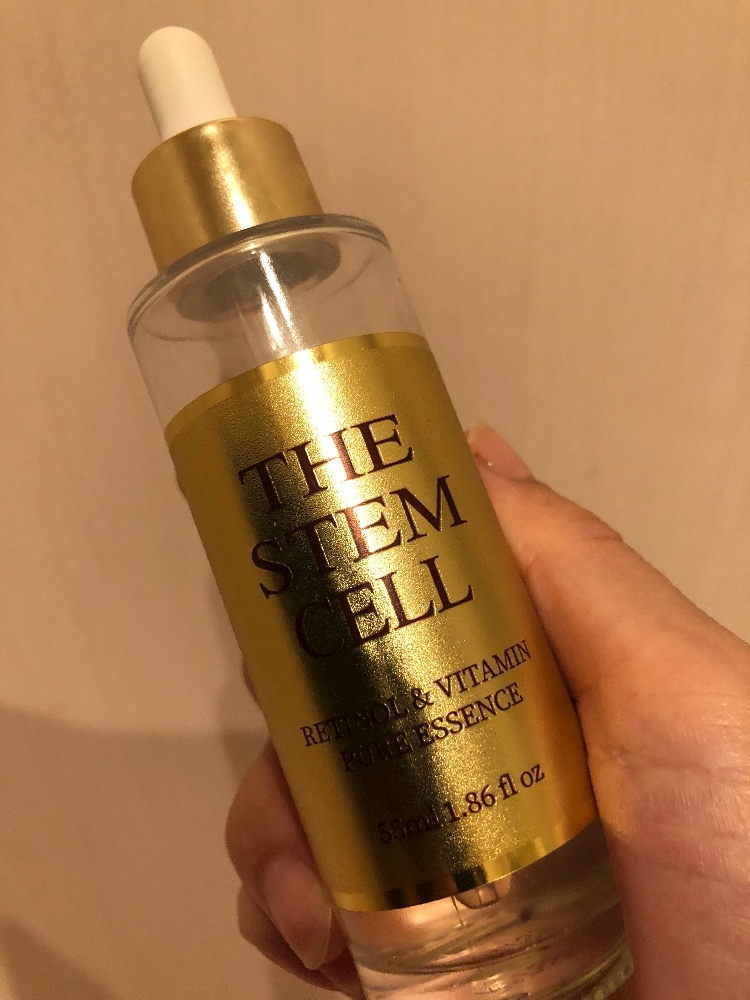 THE
STEM
CELL
RETINOL & VITAMIN
PURE ESSENCE
55ml 1.86 fl oz